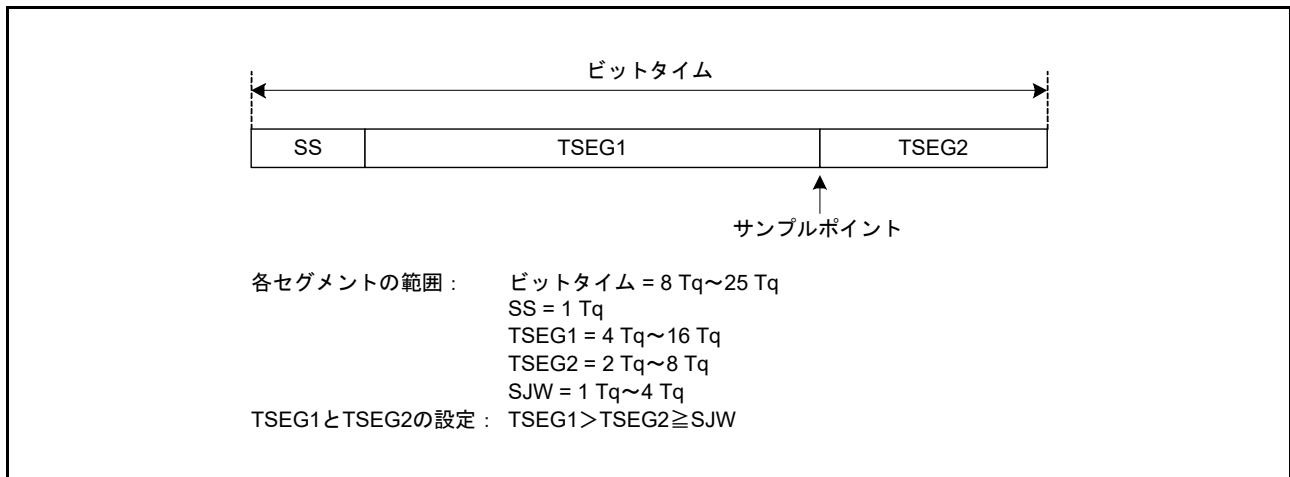 ビットタイム
SS TSEG1 TSEG2
サンプルポイント
各セグメントの範囲： ビットタイム = 8 Tq～25 Tq
SS = 1 Tq
TSEG1 = 4 Tq～16 Tq
TSEG2 = 2 Tq～8 Tq
SJW = 1 Tq～4 Tq
TSEG1とTSEG2の設定： TSEG1＞TSEG2≧SJW